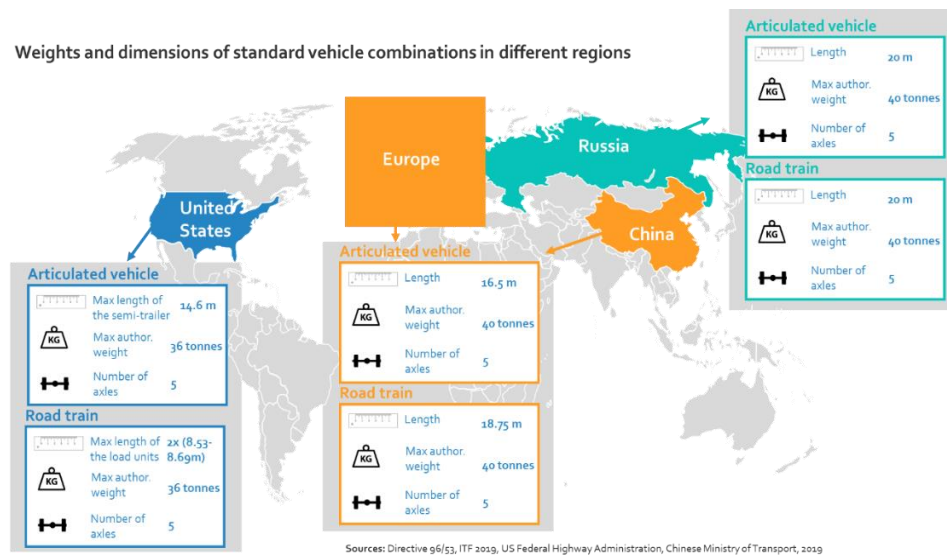 Weights and dimensions of standard vehicle combinations in different regions
Europe
Russia
United
States
China
Articulated vehicle
Max length of
the semi-trailer
14.6 m
KG
Max author.
weight
36 tonnes
Number of
axles
5
Road train
Max length of
the load units
2x (8.53-
8.69m)
KG
Max author.
weight
36 tonnes
Number of
axles
5
Articulated vehicle
Length
16.5 m
KG
Max author.
weight
40 tonnes
Number of
axles
5
Road train
Length
18.75 m
KG
Max author.
weight
40 tonnes
Number of
axles
5
Articulated vehicle
Length
20 m
KG
Max author.
weight
40 tonnes
Number of
axles
5
Road train
Length
20 m
KG
Max author.
weight
40 tonnes
Number of
axles
5
Sources: Directive 96/53, ITF 2019, US Federal Highway Administration, Chinese Ministry of Transport, 2019